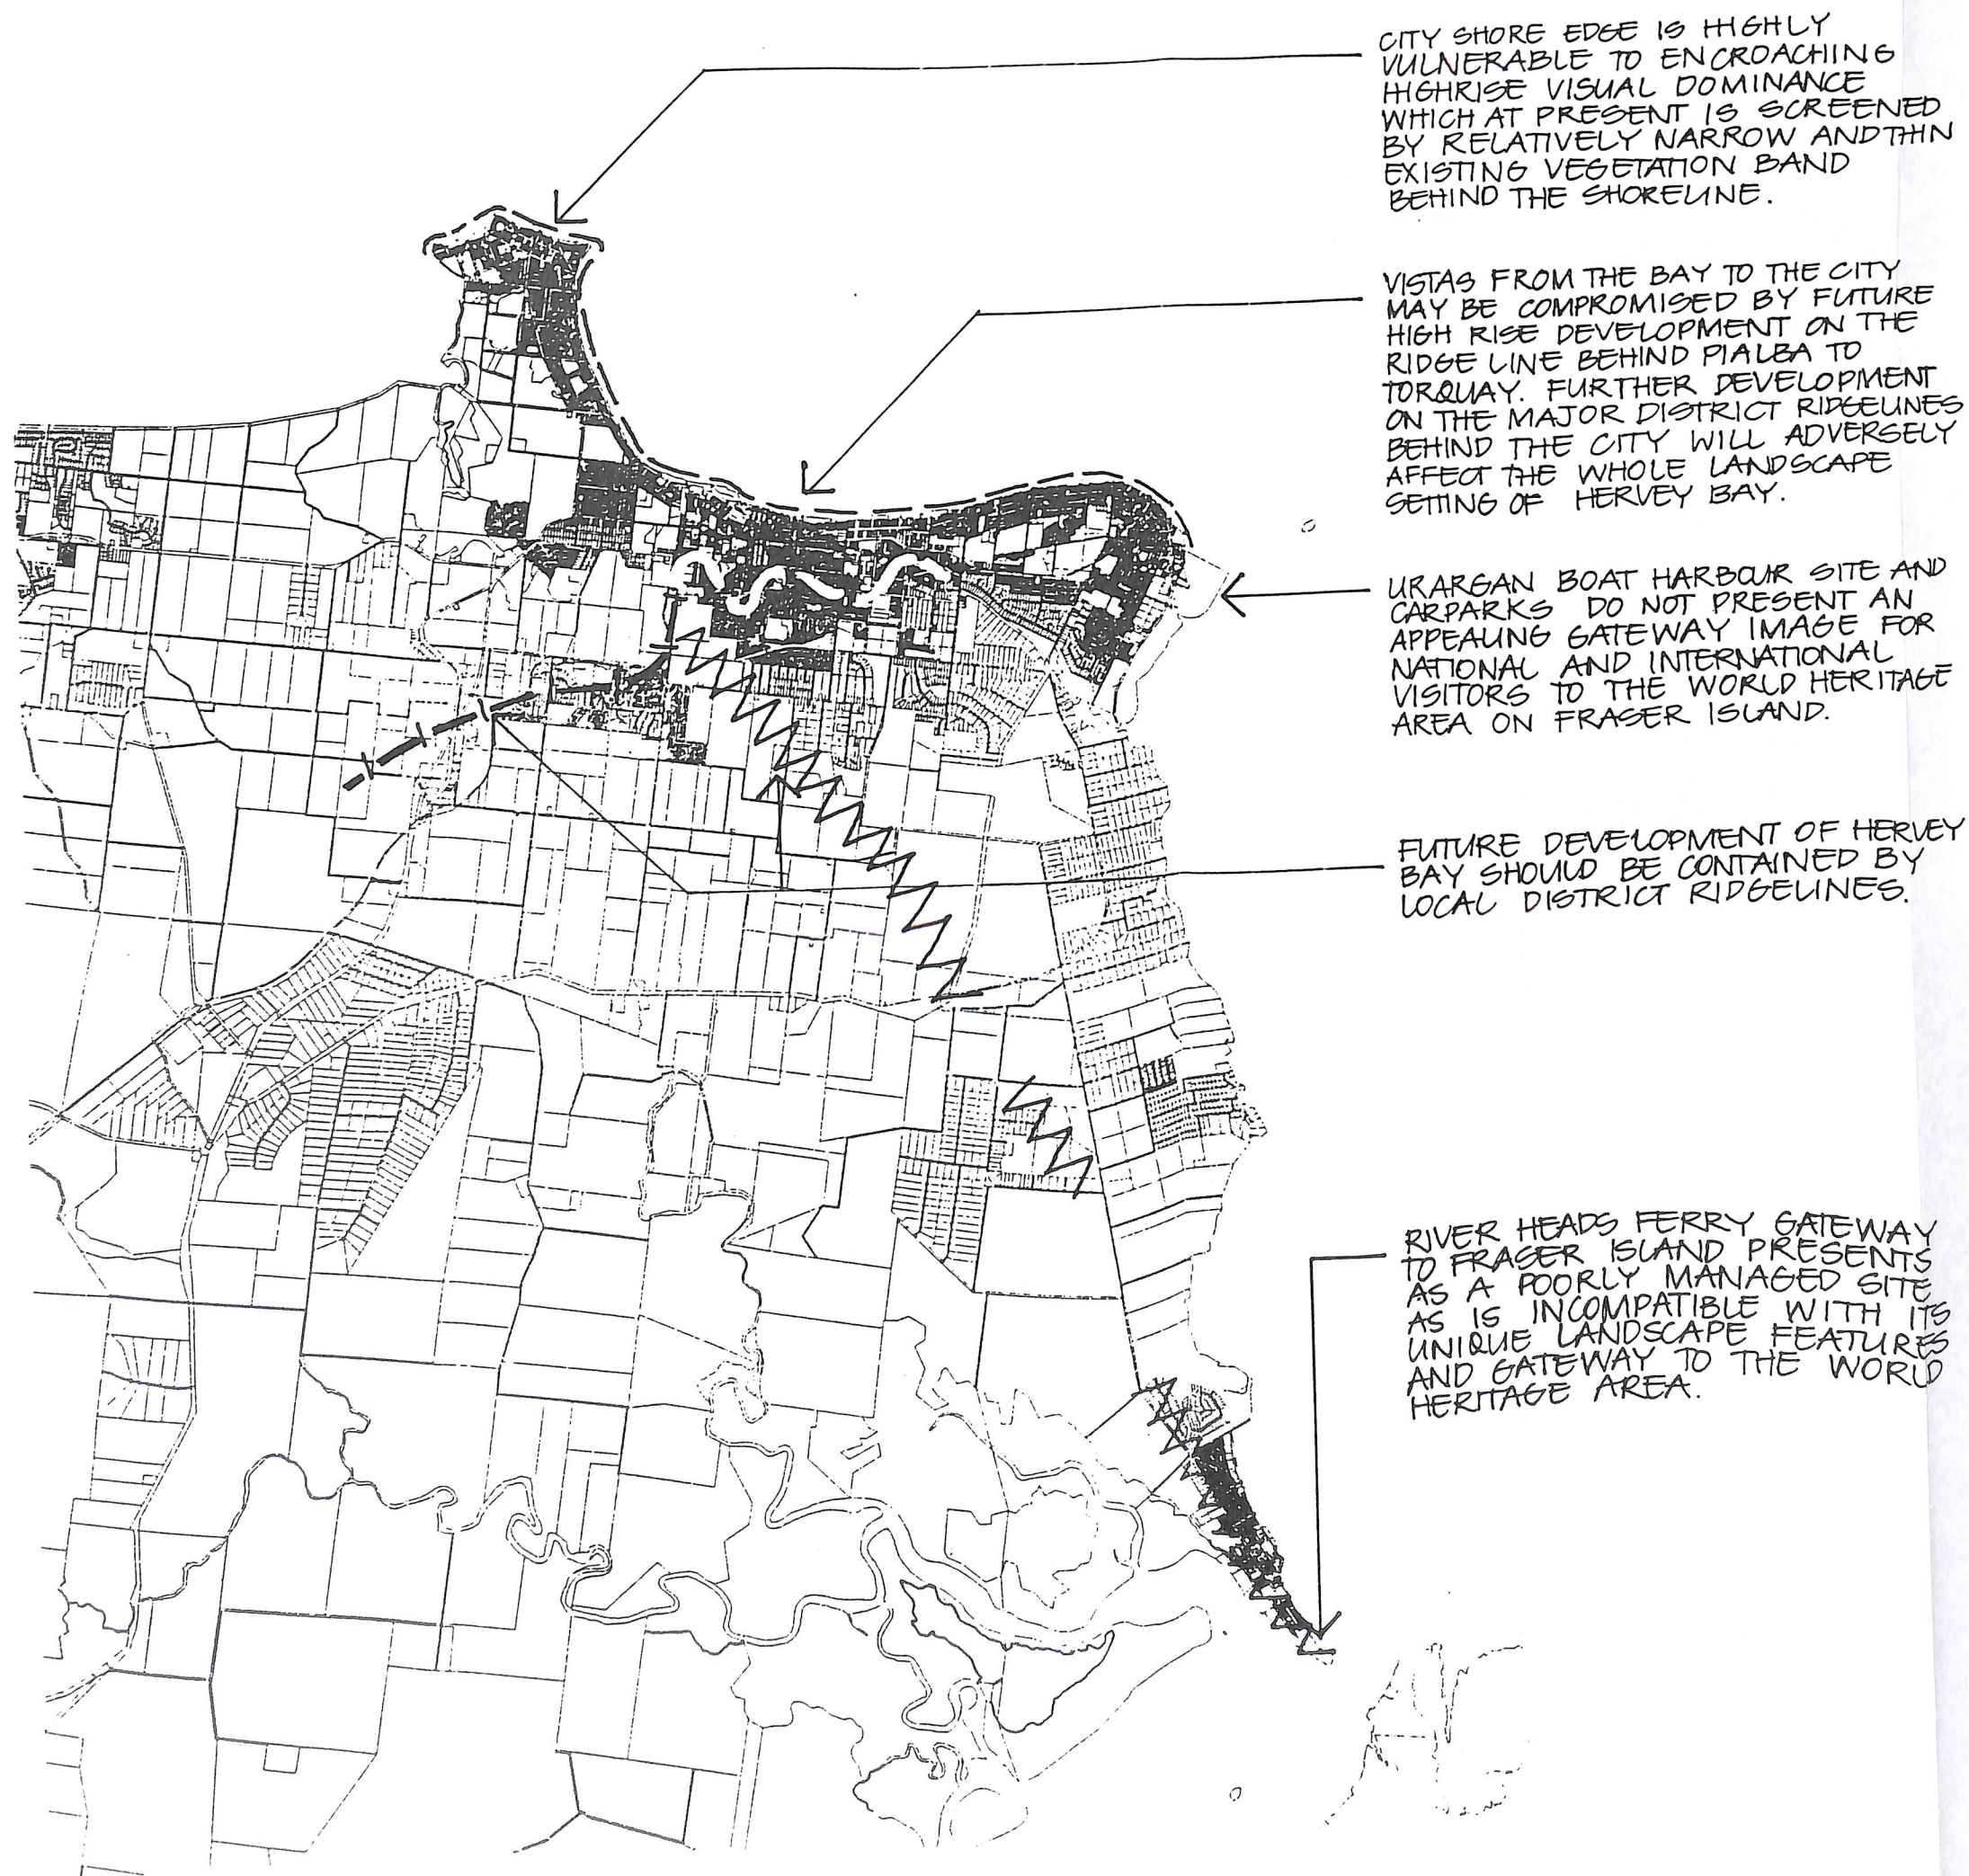 CITY SHORE EDGE IS HIGHLY
VULNERABLE TO ENCROACHING
HIGHRISE VISUAL DOMINANCE
WHICH AT PRESENT IS SCREENED
BY RELATIVELY NARROW AND THIN
EXISTING VEGETATION BAND
BEHIND THE SHORELINE.
VISTAS FROM THE BAY TO THE CITY
MAY BE COMPROMISED BY FUTURE
HIGH RISE DEVELOPMENT ON THE
RIDGE LINE BEHIND PIALBA TO
TORQUAY. FURTHER DEVELOPMENT
ON THE MAJOR DISTRICT RIDGELINES
BEHIND THE CITY WILL ADVERSELY
AFFECT THE WHOLE LANDSCAPE
SETTING OF HERVEY BAY.
URARGAN BOAT HARBOUR SITE AND
CARPARKS DO NOT PRESENT AN
APPEALING GATEWAY IMAGE FOR
NATIONAL AND INTERNATIONAL
VISITORS TO THE WORLD HERITAGE
AREA ON FRASER ISLAND.
FUTURE DEVELOPMENT OF HERVEY
BAY SHOULD BE CONTAINED BY
LOCAL DISTRICT RIDGELINES.
RIVER HEADS FERRY GATEWAY
TO FRASER ISLAND PRESENTS
AS A POORLY MANAGED SITE
AS IS INCOMPATIBLE WITH ITS
UNIQUE LANDSCAPE FEATURES
AND GATEWAY TO THE WORLD
HERITAGE AREA.